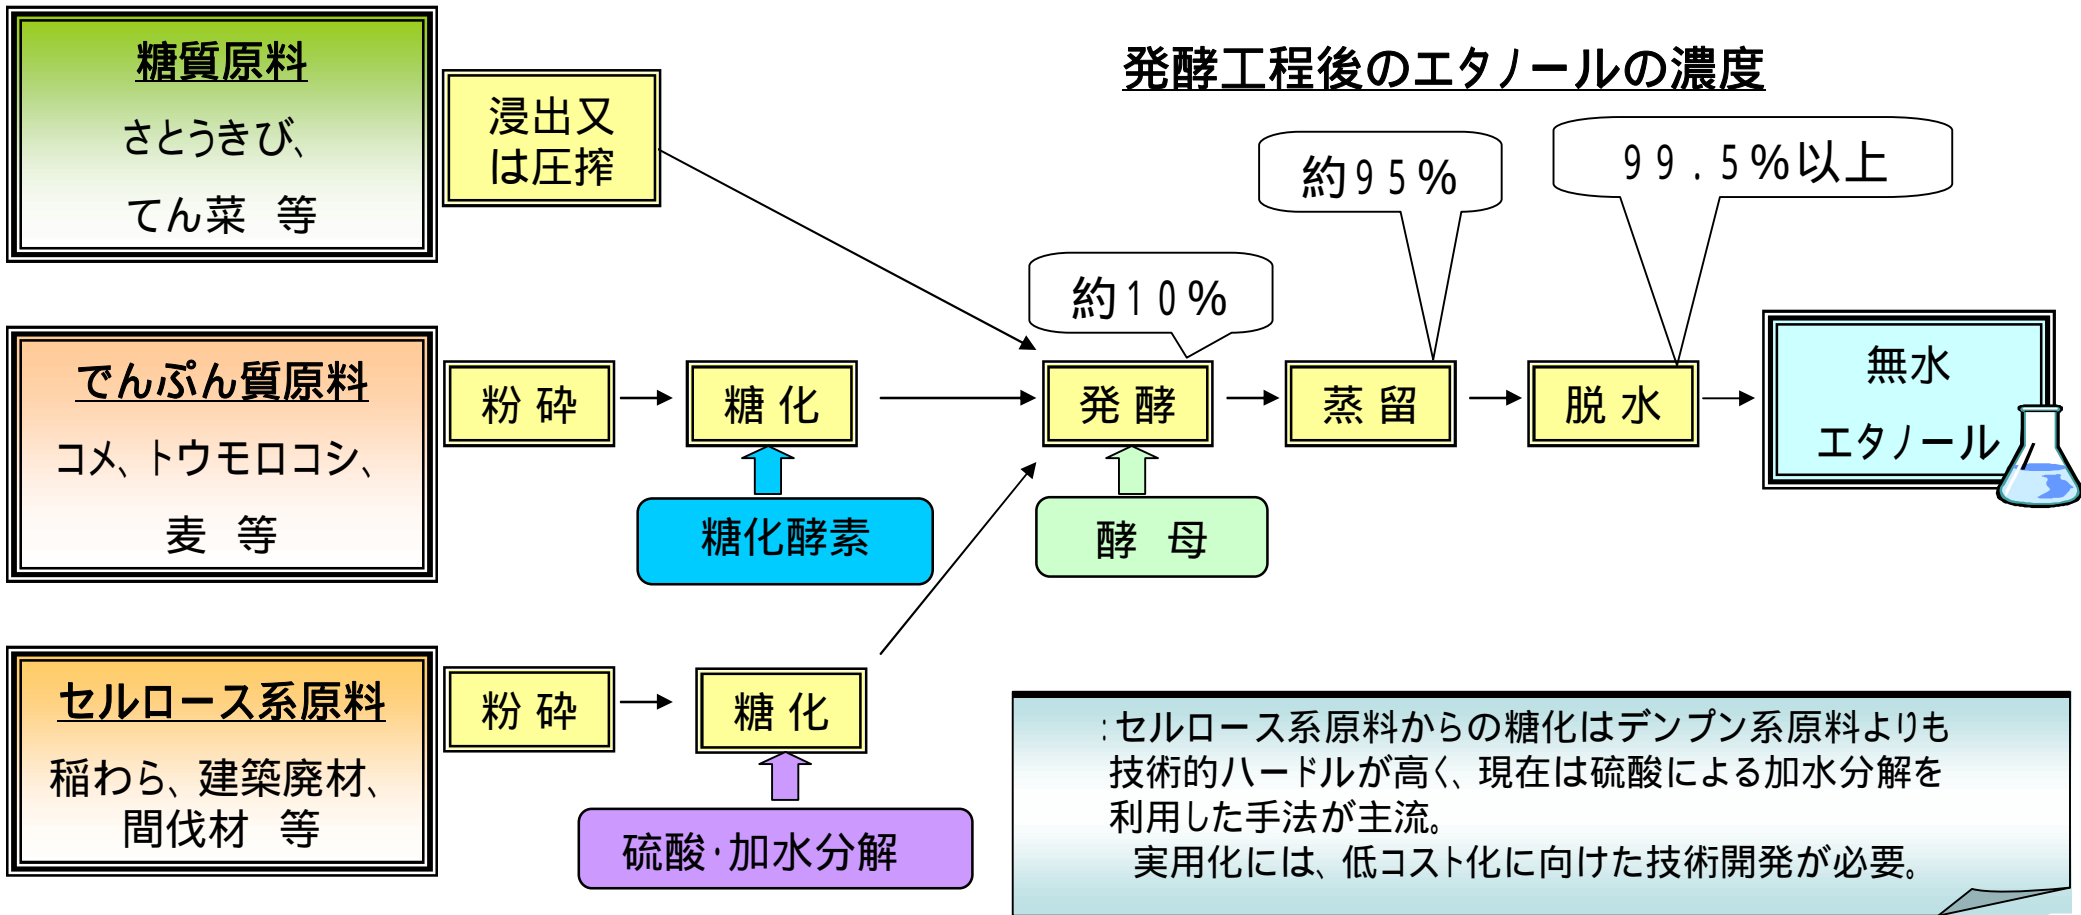 発酵工程後のエタノールの濃度
糖質原料
さとうきび、
てん菜 等
浸出又
は圧搾
約10%
約95%
99.5%以上
でんぷん質原料
コメ、トウモロコシ、
麦 等
粉砕
糖化
発酵
蒸留
脱水
無水
エタノール
糖化酵素
酵母
セルロース系原料
稲わら、建築廃材、
間伐材 等
粉砕
糖化
硫酸・加水分解
:セルロース系原料からの糖化はデンプン系原料よりも
技術的ハードルが高く、現在は硫酸による加水分解を
利用した手法が主流。
実用化には、低コスト化に向けた技術開発が必要。